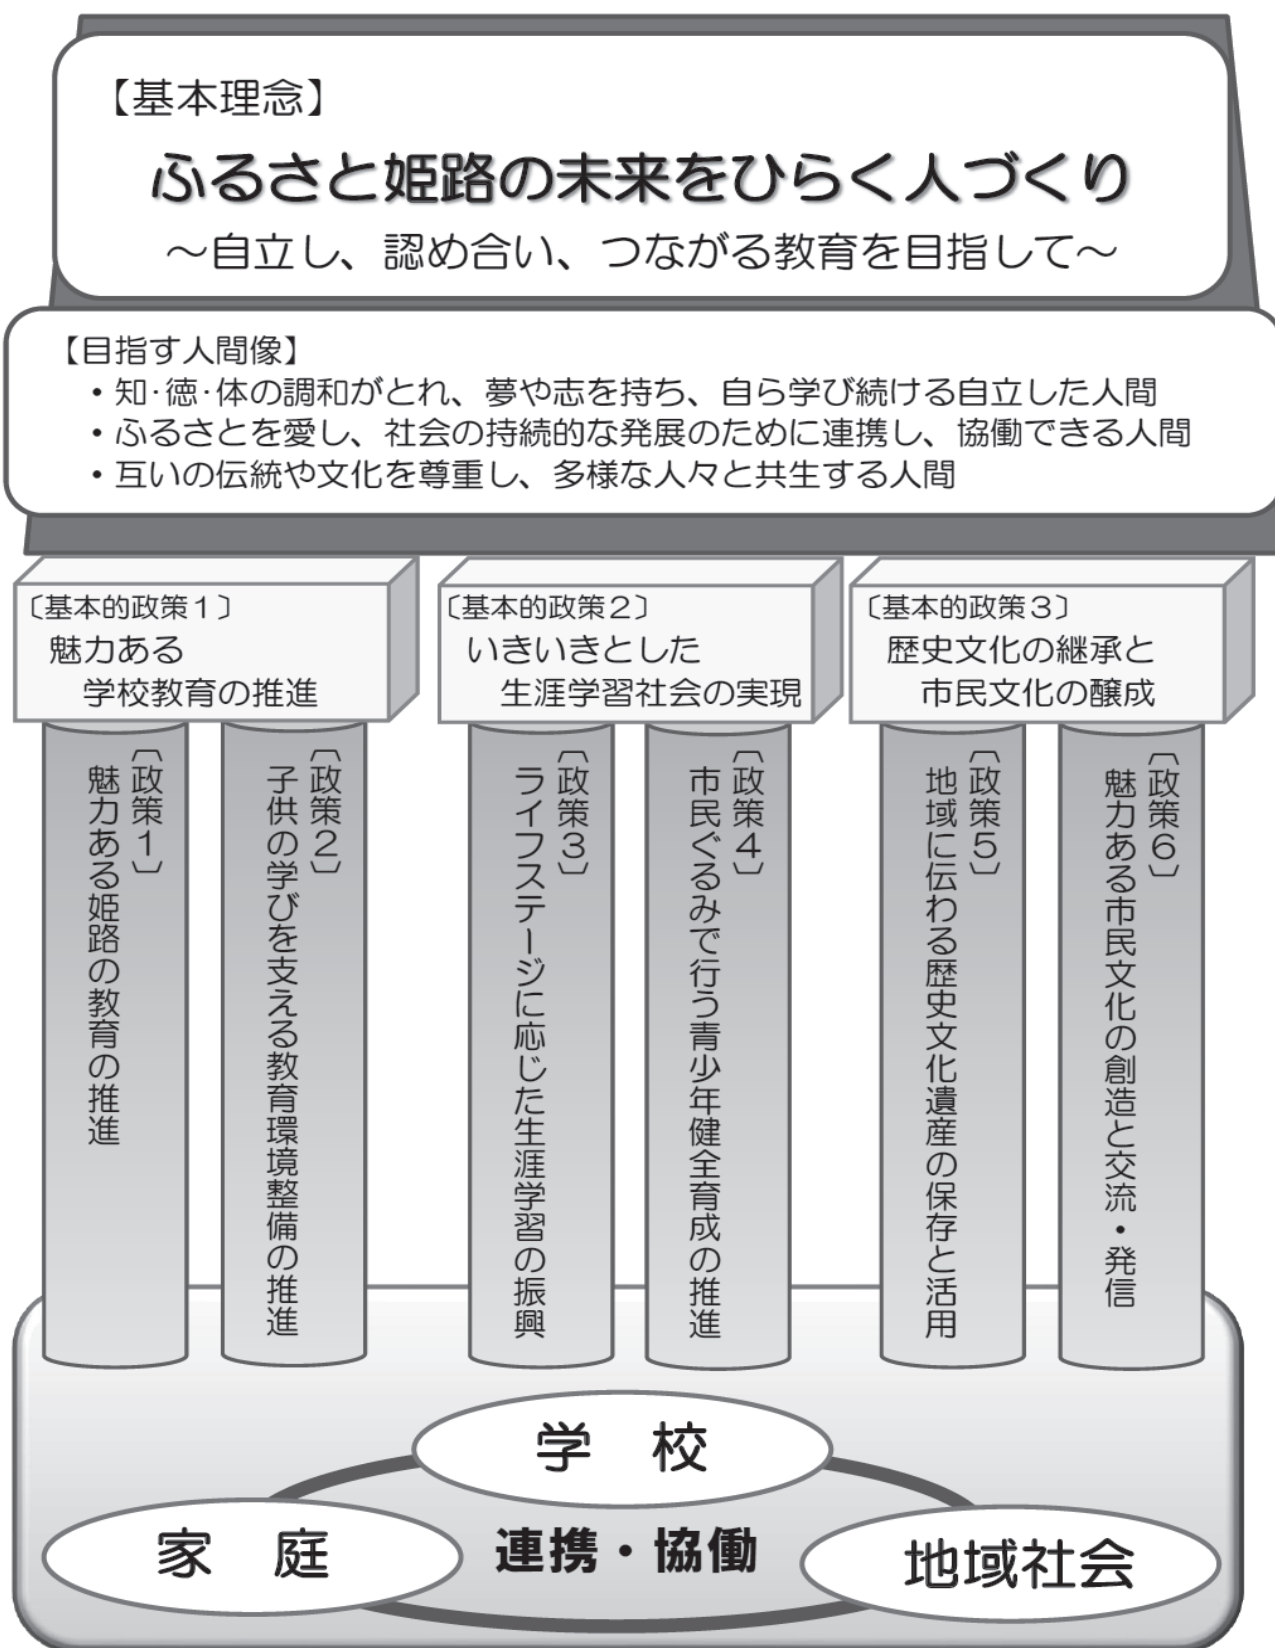 【基本理念】
ふるさと姫路の未来をひらく人づくり
～自立し、認め合い、つながる教育を目指して～
【目指す人間像】
・知・徳・体の調和がとれ、夢や志を持ち、自ら学び続ける自立した人間
・ふるさとを愛し、社会の持続的な発展のために連携し、協働できる人間
・互いの伝統や文化を尊重し、多様な人々と共生する人間
〔基本的政策１〕
魅力ある
学校教育の推進
〔政策１〕
魅力ある姫路の教育の推進
〔政策２〕
子供の学びを支える教育環境整備の推進
〔基本的政策２〕
いきいきとした
生涯学習社会の実現
〔政策３〕
ライフステージに応じた生涯学習の振興
〔政策４〕
市民ぐるみで行う青少年健全育成の推進
〔基本的政策３〕
歴史文化の継承と
市民文化の醸成
〔政策５〕
地域に伝わる歴史文化遺産の保存と活用
〔政策６〕
魅力ある市民文化の創造と交流・発信
学　校
家　庭
連携・協働
地域社会